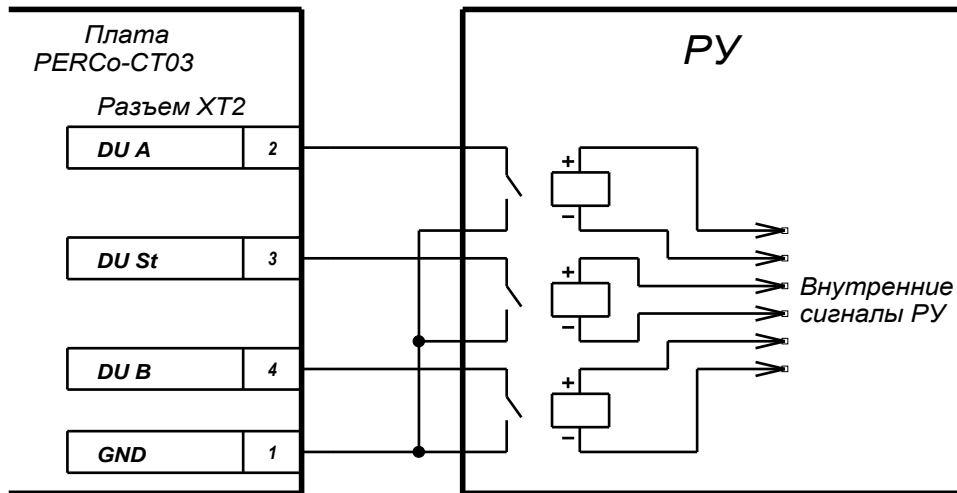 Плата
PERCo-CT03
РУ
Разъем XT2
DU A 2
+
−
DU St 3
+
−
Внутренние
сигналы РУ
DU B 4
+
−
GND 1